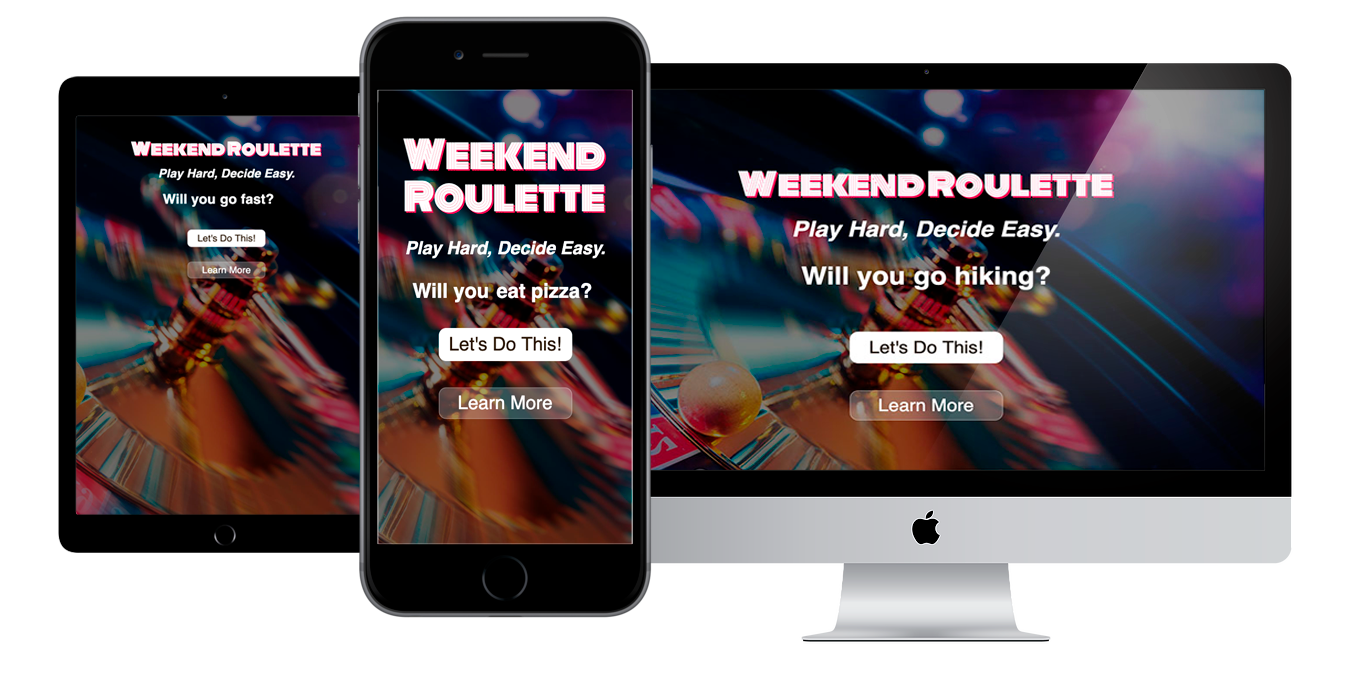 WEEKEND ROULETTE
Play Hard, Decide Easy.
Will you go fast?
Let's Do This!
Learn More
WEEKEND
ROULETTE
Play Hard, Decide Easy.
Will you eat pizza?
Let's Do This!
Learn More
WEEKEND ROULETTE
Play Hard, Decide Easy.
Will you go hiking?
Let's Do This!
Learn More